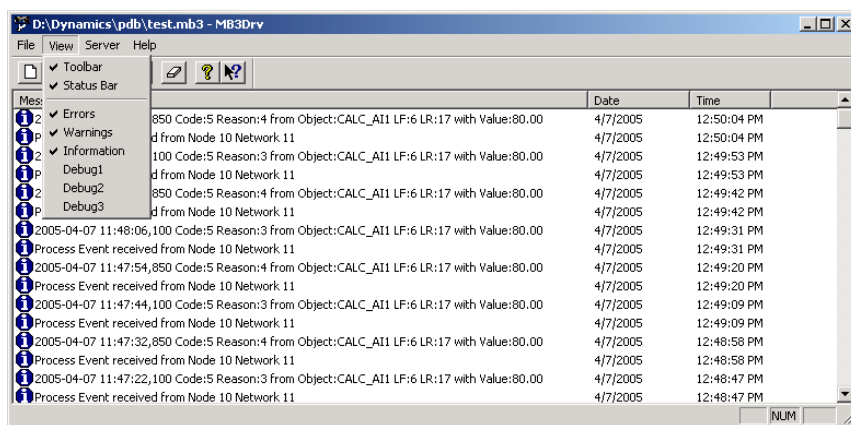 D:\Dynamics\pdb\test.mb3 - MB3Drv
File View Server Help
Toolbar
Status Bar
Errors
Warnings
Information
Debug1
Debug2
Debug3
Mes Date Time
2 850 Code:5 Reason:4 from Object:CALC_AI1 LF:6 LR:17 with Value:80.00 4/7/2005 12:50:04 PM
P d from Node 10 Network 11 4/7/2005 12:50:04 PM
2 100 Code:5 Reason:3 from Object:CALC_AI1 LF:6 LR:17 with Value:80.00 4/7/2005 12:49:53 PM
P d from Node 10 Network 11 4/7/2005 12:49:53 PM
2 850 Code:5 Reason:4 from Object:CALC_AI1 LF:6 LR:17 with Value:80.00 4/7/2005 12:49:42 PM
P d from Node 10 Network 11 4/7/2005 12:49:42 PM
2005-04-07 11:48:06,100 Code:5 Reason:3 from Object:CALC_AI1 LF:6 LR:17 with Value:80.00 4/7/2005 12:49:31 PM
Process Event received from Node 10 Network 11 4/7/2005 12:49:31 PM
2005-04-07 11:47:54,850 Code:5 Reason:4 from Object:CALC_AI1 LF:6 LR:17 with Value:80.00 4/7/2005 12:49:20 PM
Process Event received from Node 10 Network 11 4/7/2005 12:49:20 PM
2005-04-07 11:47:44,100 Code:5 Reason:3 from Object:CALC_AI1 LF:6 LR:17 with Value:80.00 4/7/2005 12:49:09 PM
Process Event received from Node 10 Network 11 4/7/2005 12:49:09 PM
2005-04-07 11:47:32,850 Code:5 Reason:4 from Object:CALC_AI1 LF:6 LR:17 with Value:80.00 4/7/2005 12:48:58 PM
Process Event received from Node 10 Network 11 4/7/2005 12:48:58 PM
2005-04-07 11:47:22,100 Code:5 Reason:3 from Object:CALC_AI1 LF:6 LR:17 with Value:80.00 4/7/2005 12:48:47 PM
Process Event received from Node 10 Network 11 4/7/2005 12:48:47 PM
NUM